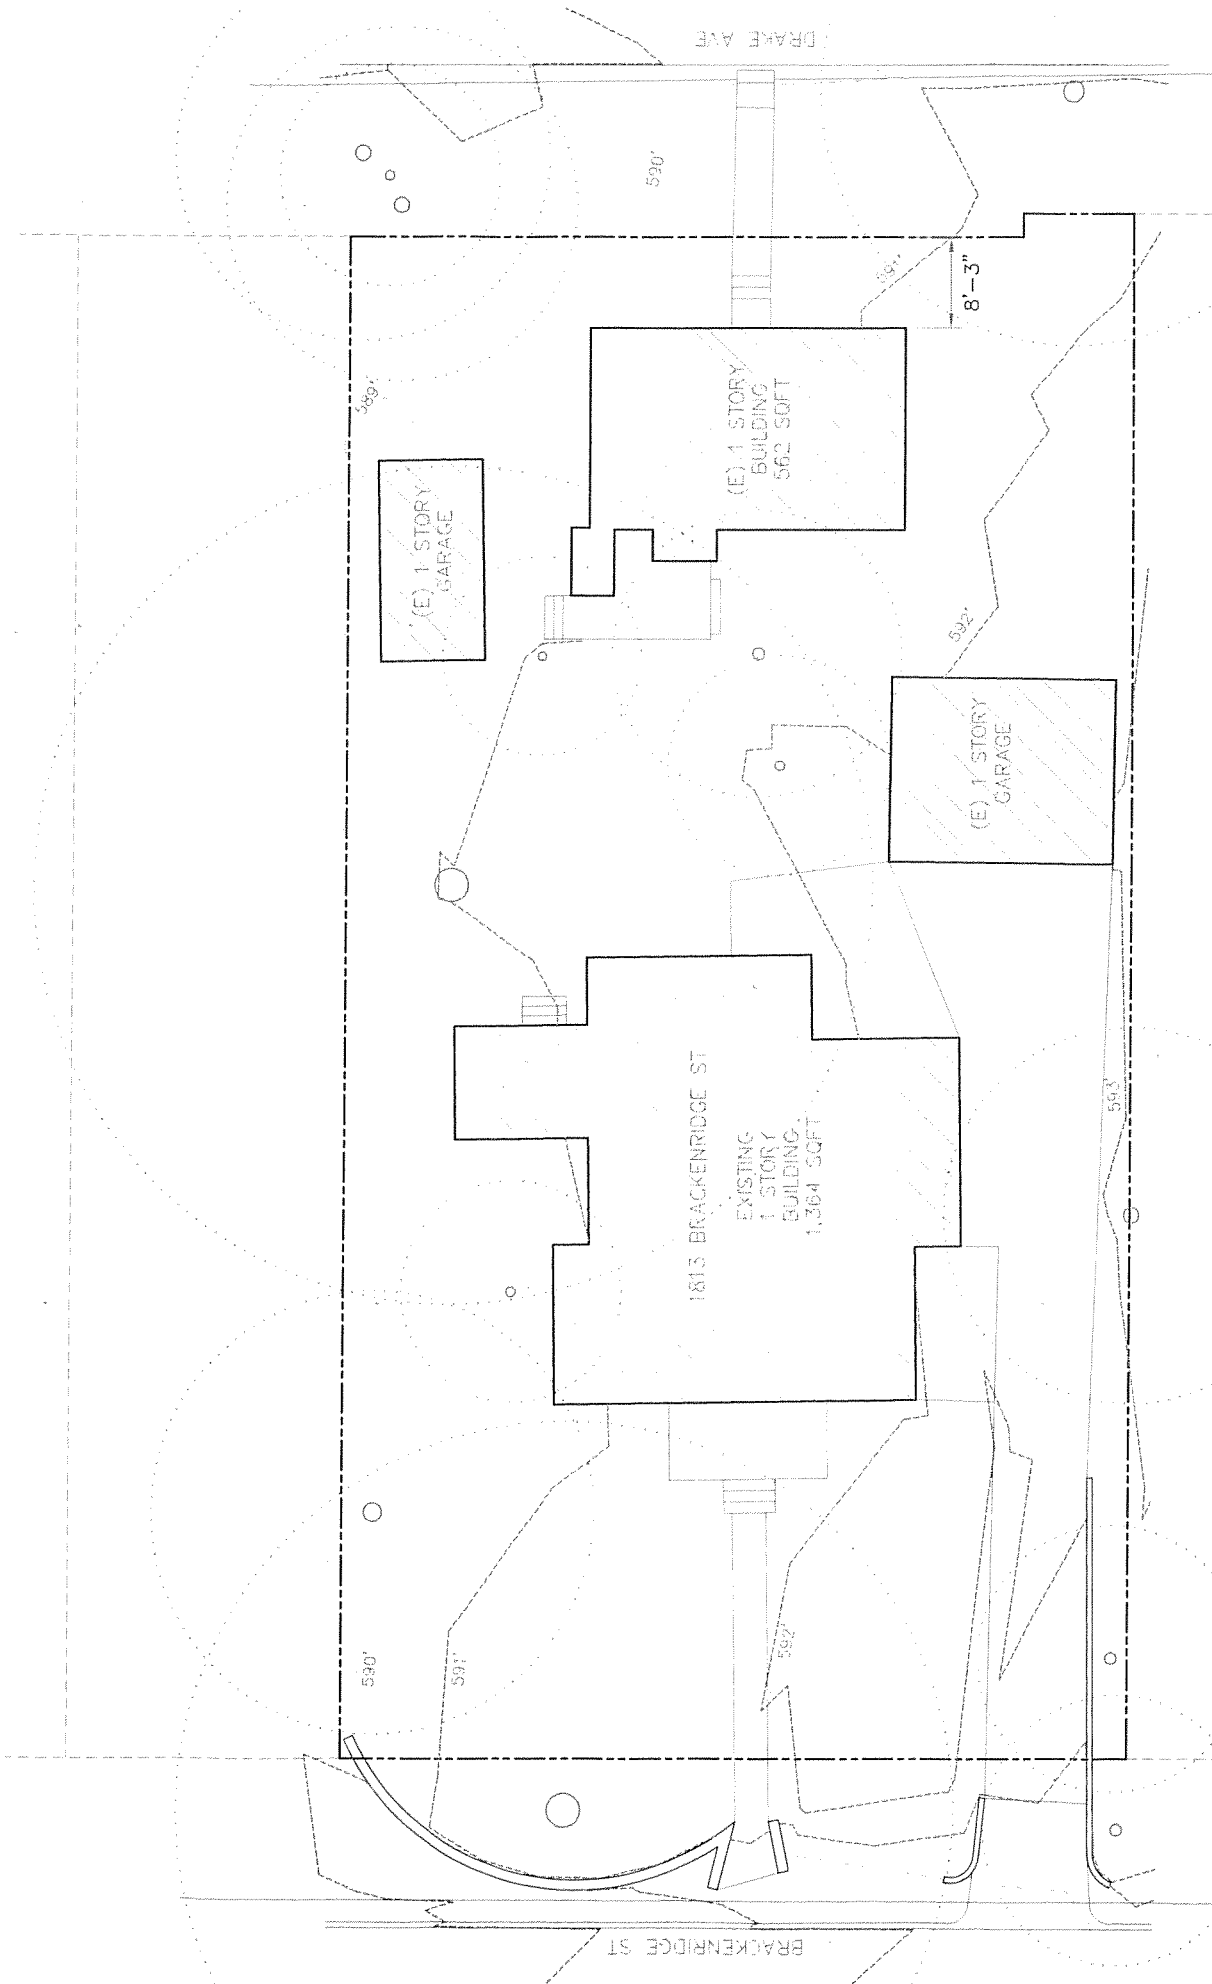 DRAKE AVE
590'
591'
8'-3"
589'
(E) 1 STORY
BUILDING
562 SQFT
(E) 1 STORY
GARAGE
592'
(E) 1 STORY
GARAGE
593'
1813 BRACKENRIDGE ST
EXISTING
1 STORY
BUILDING
1,364 SQFT
590'
591'
592'
BRACKENRIDGE ST